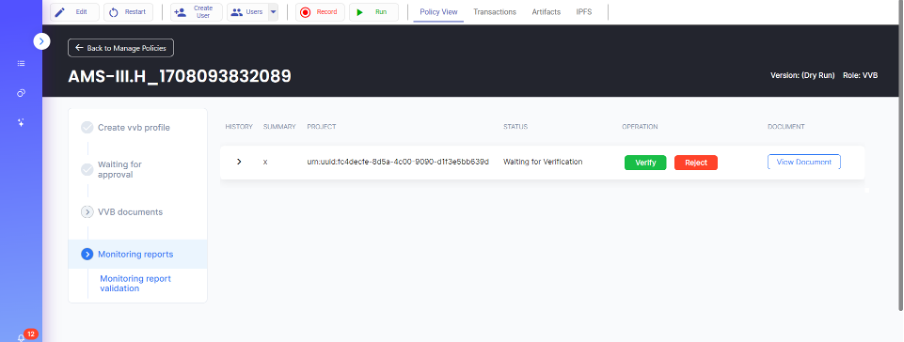 Edit
Restart
Create
User
Users
Record
Run
Policy View
Transactions
Artifacts
IPFS
Back to Manage Policies
AMS-III.H_1708093832089
Version: (Dry Run) Role: VVB
Create vvb profile
Waiting for
approval
VVB documents
Monitoring reports
Monitoring report
validation
HISTORY SUMMARY PROJECT STATUS OPERATION DOCUMENT
x urn:uuid:fc4decfe-8d5a-4c00-9090-d1f3e5bb639d Waiting for Verification Verify Reject View Document
12